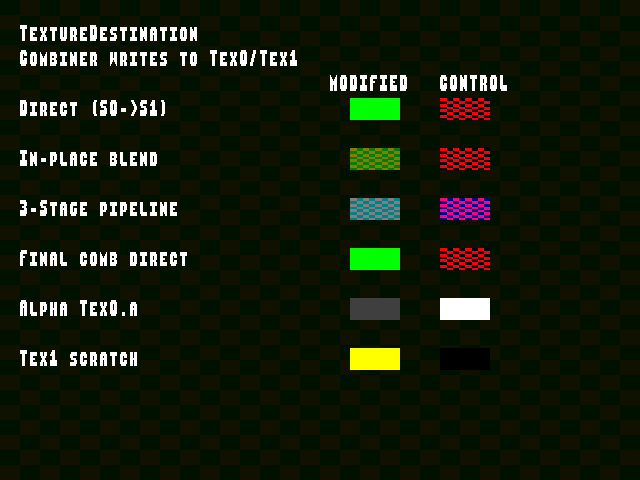 TextureDestination
Combiner writes to Tex0/Tex1
MODIFIED CONTROL
Direct (S0->S1)
In-place blend
3-Stage pipeline
Final comb direct
Alpha Tex0.a
Tex1 scratch